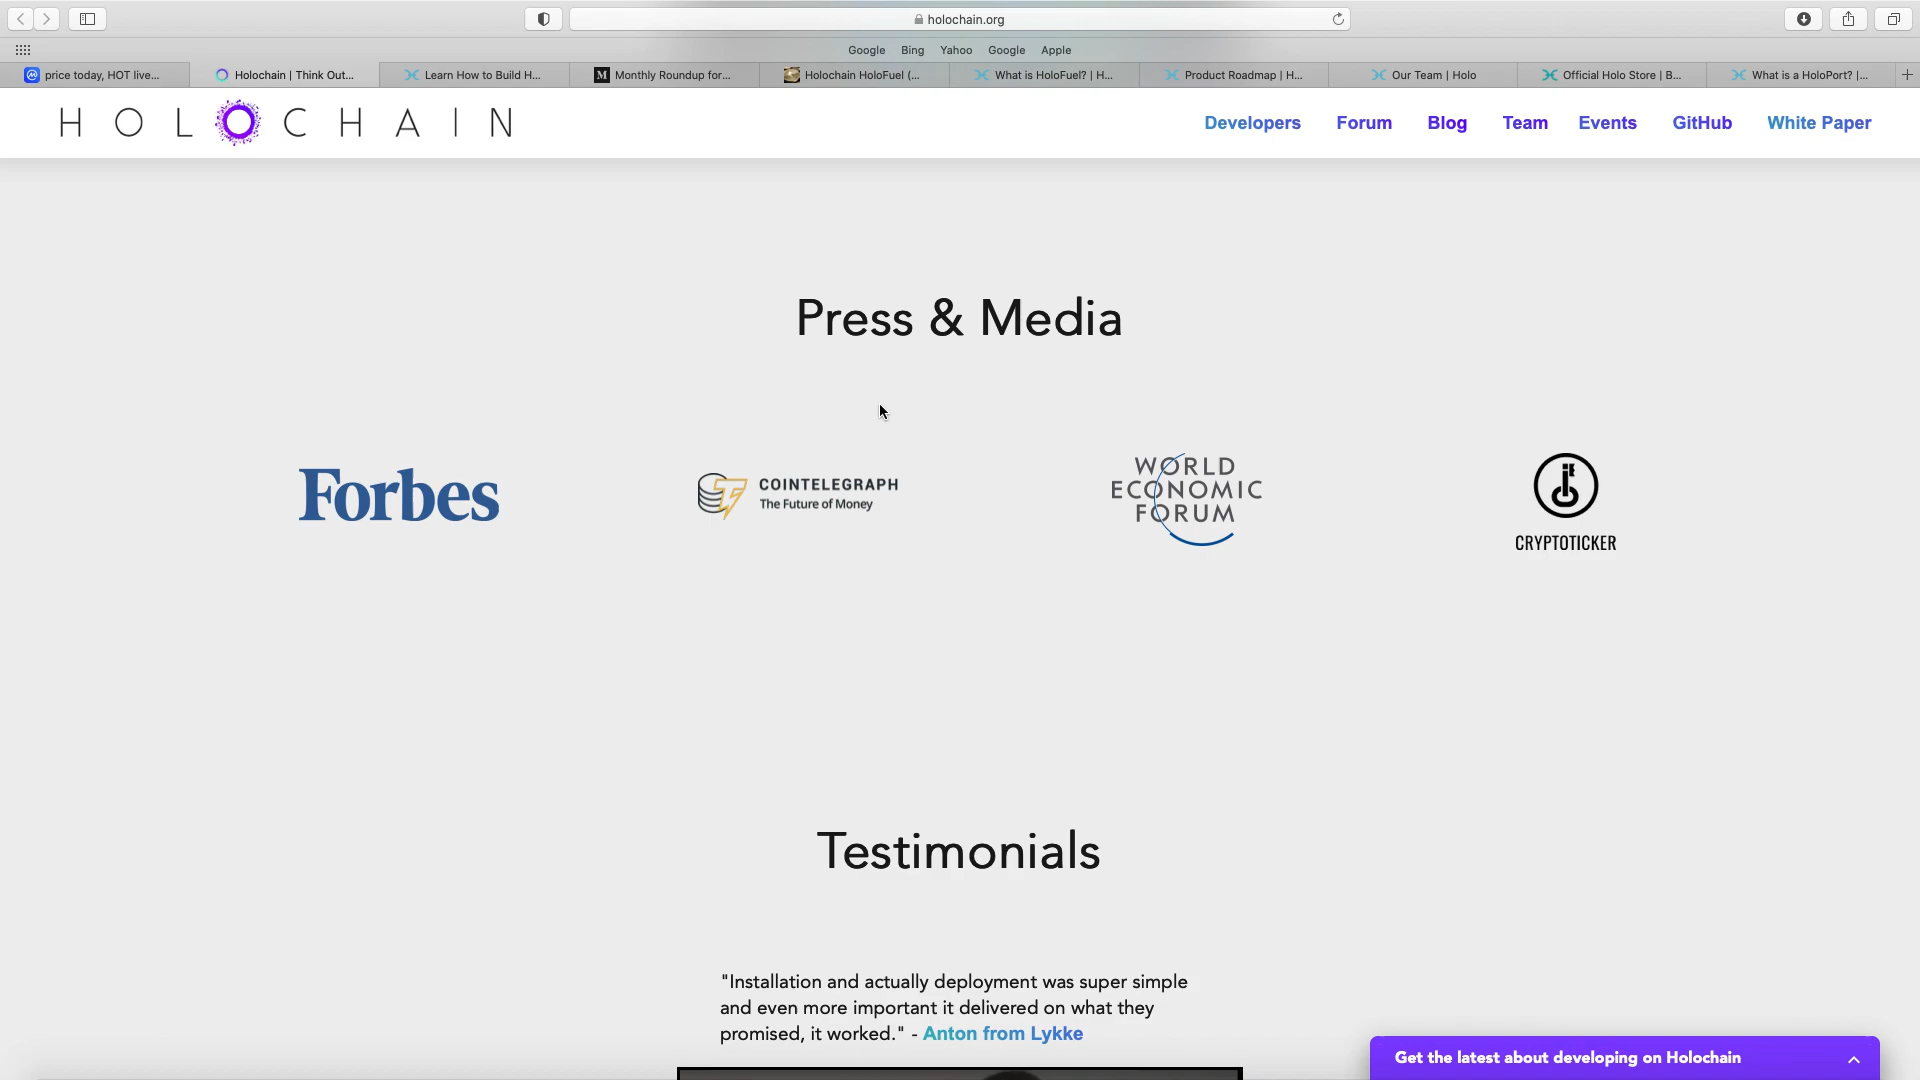 holochain.org
Google Bing Yahoo Google Apple
price today, HOT live...
Holochain | Think Out...
Learn How to Build H...
Monthly Roundup for...
Holochain HoloFuel (...
What is HoloFuel? | H...
Product Roadmap | H...
Our Team | Holo
Official Holo Store | B...
What is a HoloPort? |...
HOLOCHAIN
Developers Forum Blog Team Events GitHub White Paper
Press & Media
Forbes
COINTELEGRAPH
The Future of Money
WORLD
ECONOMIC
FORUM
CRYPTOTICKER
Testimonials
"Installation and actually deployment was super simple
and even more important it delivered on what they
promised, it worked." - Anton from Lykke
Get the latest about developing on Holochain